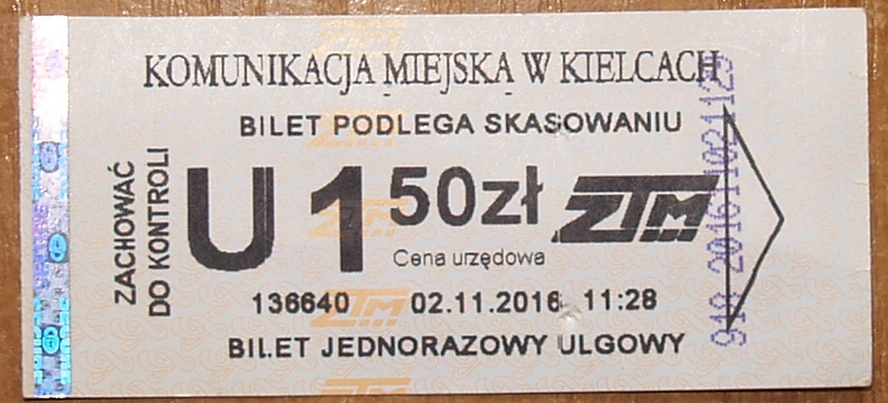 KOMUNIKACJA MIEJSKA W KIELCACH
BILET PODLEGA SKASOWANIU
ZACHOWAĆ
DO KONTROLI
U 1 50zł
ZTM
Cena urzędowa
136640 02.11.2016 11:28
BILET JEDNORAZOWY ULGOWY